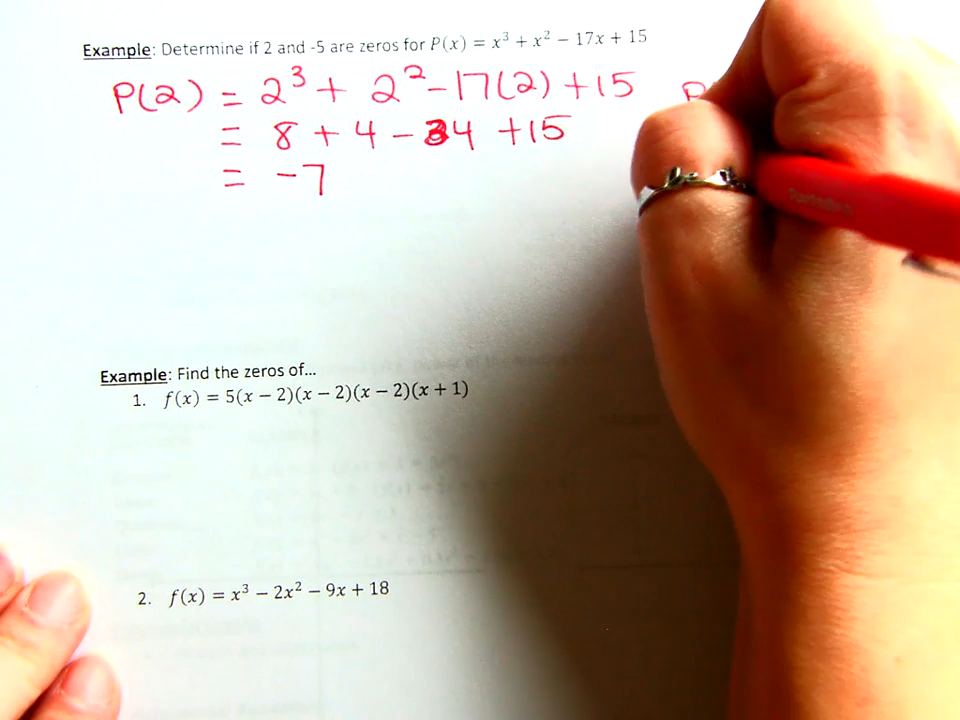 Example: Determine if 2 and -5 are zeros for P(x) = x³ + x² − 17x + 15
P(2) = 2³ + 2² − 17(2) + 15 P
= 8 + 4 − 34 + 15
= −7
Example: Find the zeros of...
1. f(x) = 5(x − 2)(x − 2)(x − 2)(x + 1)
2. f(x) = x³ − 2x² − 9x + 18